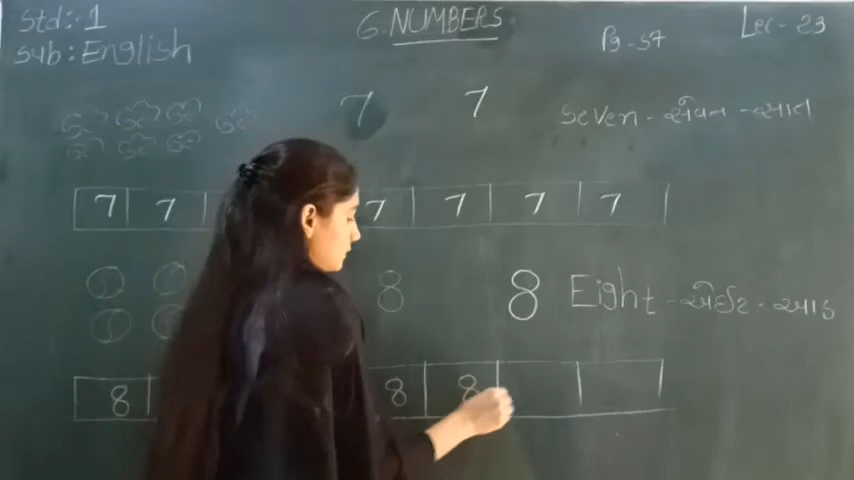 Std:- 1
Sub: English
6. NUMBERS
Pg - 57
Lec - 23
7 7 Seven - સેવન - સાત
7 7 7 7 7 7
8 8 Eight - એઈટ - આઠ
8 8 8